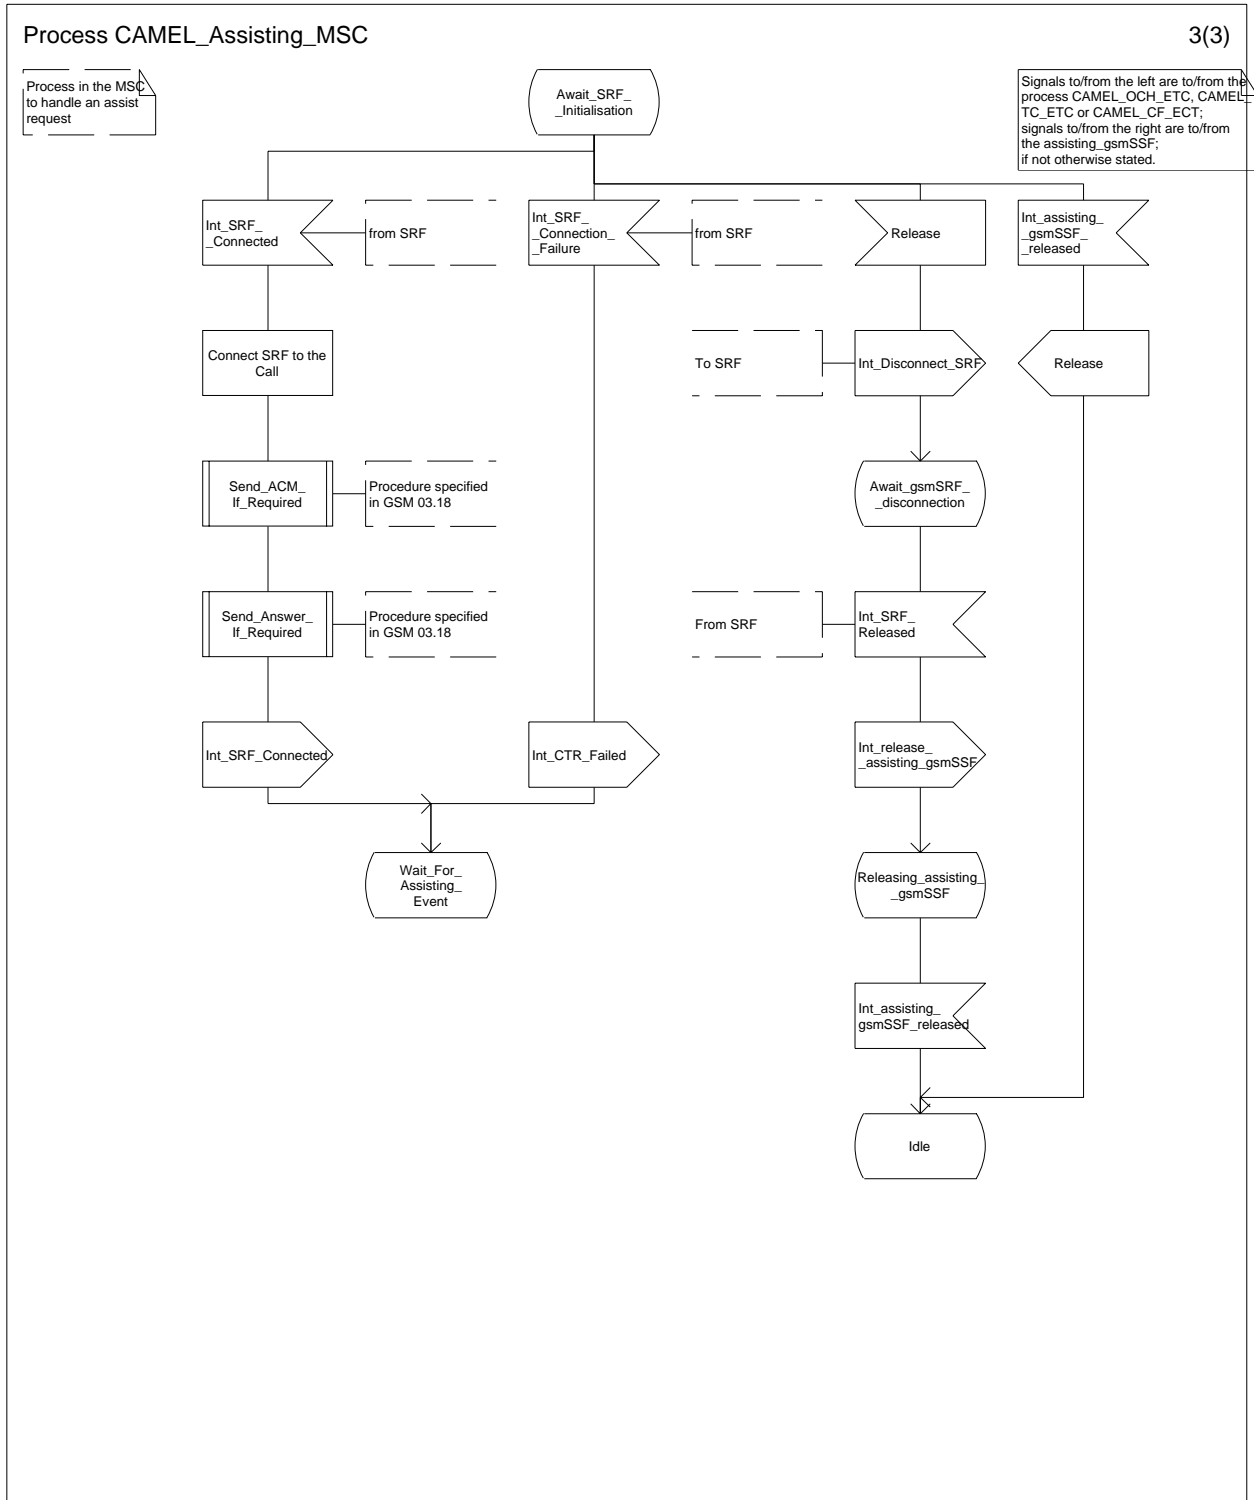 Process CAMEL_Assisting_MSC
3(3)
Process in the MSC
to handle an assist
request
Await_SRF_
_Initialisation
Signals to/from the left are to/from the
process CAMEL_OCH_ETC, CAMEL_
TC_ETC or CAMEL_CF_ECT;
signals to/from the right are to/from
the assisting_gsmSSF;
if not otherwise stated.
Int_SRF_
_Connected
from SRF
Int_SRF_
_Connection_
_Failure
from SRF
Release
Int_assisting_
_gsmSSF_
_released
Connect SRF to the
Call
To SRF
Int_Disconnect_SRF
Release
Send_ACM_
If_Required
Procedure specified
in GSM 03.18
Await_gsmSRF_
_disconnection
Send_Answer_
If_Required
Procedure specified
in GSM 03.18
From SRF
Int_SRF_
Released
Int_SRF_Connected
Int_CTR_Failed
Int_release_
_assisting_gsmSSF
Wait_For_
Assisting_
Event
Releasing_assisting_
_gsmSSF
Int_assisting_
gsmSSF_released
Idle